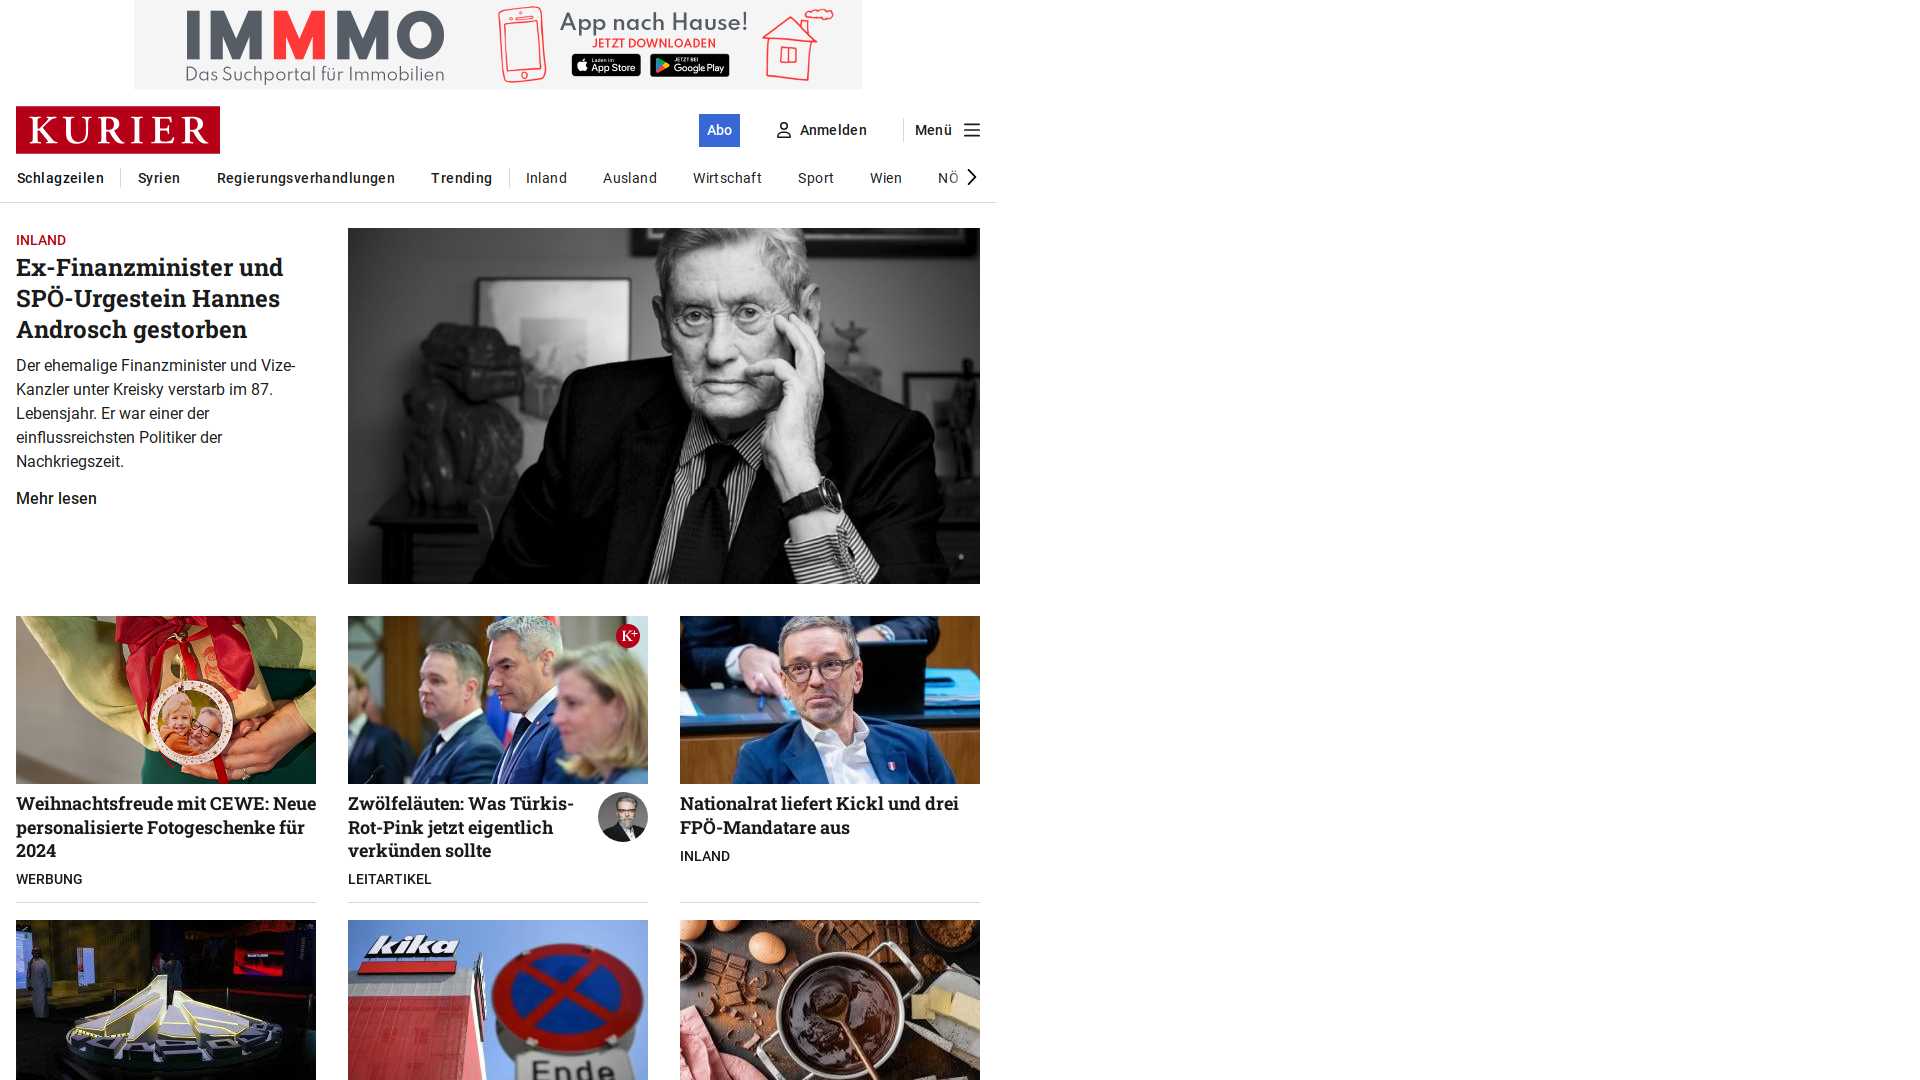 IMMMO
Das Suchportal für Immobilien
App nach Hause!
JETZT DOWNLOADEN
Laden im
App Store
JETZT BEI
Google Play
KURIER
Abo
Anmelden
Menü
Schlagzeilen
Syrien
Regierungsverhandlungen
Trending
Inland
Ausland
Wirtschaft
Sport
Wien
NÖ
INLAND
Ex-Finanzminister und
SPÖ-Urgestein Hannes
Androsch gestorben
Der ehemalige Finanzminister und Vize-
Kanzler unter Kreisky verstarb im 87.
Lebensjahr. Er war einer der
einflussreichsten Politiker der
Nachkriegszeit.
Mehr lesen
K+
Weihnachtsfreude mit CEWE: Neue
personalisierte Fotogeschenke für
2024
WERBUNG
Zwölfeläuten: Was Türkis-
Rot-Pink jetzt eigentlich
verkünden sollte
LEITARTIKEL
Nationalrat liefert Kickl und drei
FPÖ-Mandatare aus
INLAND
kika
Ende